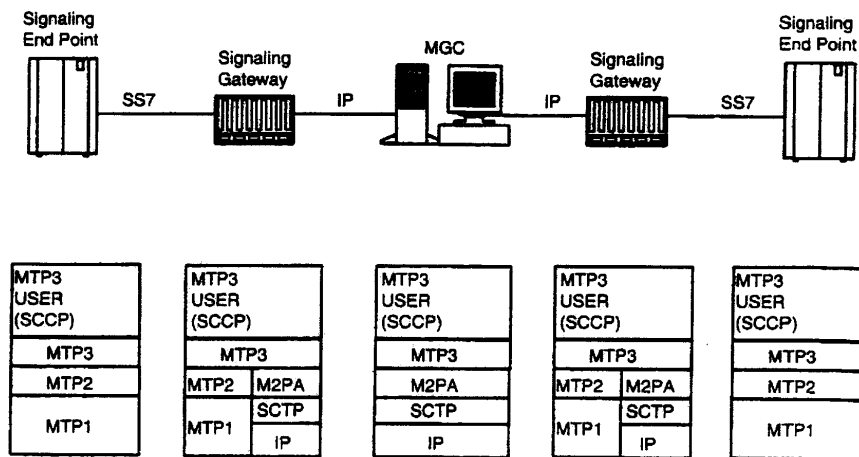 Signaling
End Point
Signaling
Gateway
MGC
Signaling
Gateway
Signaling
End Point
SS7
IP
IP
SS7
MTP3
USER
(SCCP)
MTP3
MTP2
MTP1
MTP3
USER
(SCCP)
MTP3
MTP2
M2PA
MTP1
SCTP
IP
MTP3
USER
(SCCP)
MTP3
M2PA
SCTP
IP
MTP3
USER
(SCCP)
MTP3
MTP2
M2PA
MTP1
SCTP
IP
MTP3
USER
(SCCP)
MTP3
MTP2
MTP1